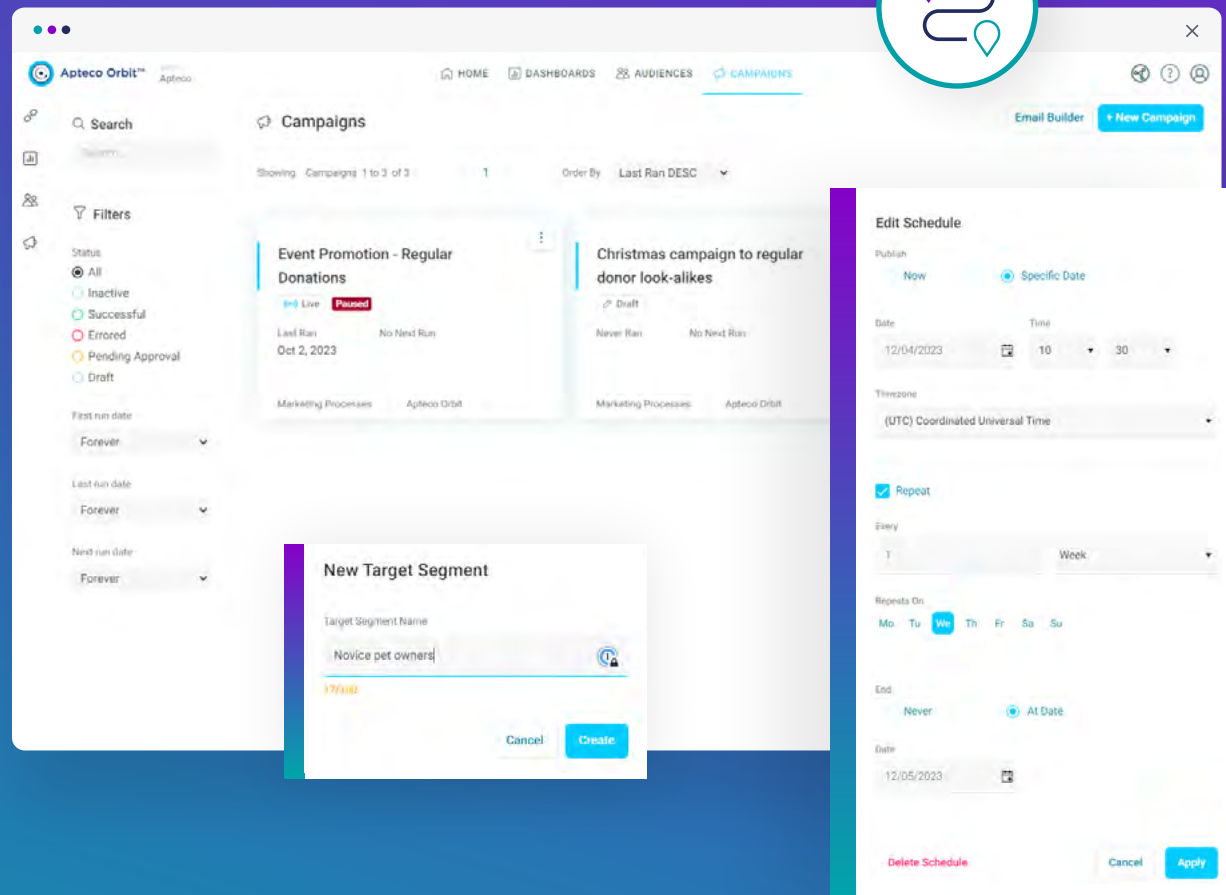 Apteco Orbit™
Apteco
HOME
DASHBOARDS
AUDIENCES
CAMPAIGNS
Search
Search...
Filters
Status
All
Inactive
Successful
Errored
Pending Approval
Draft
First run date
Forever
Last run date
Forever
Next run date
Forever
Campaigns
Email Builder
+ New Campaign
Showing Campaigns 1 to 3 of 3
1
Order By
Last Ran DESC
Event Promotion - Regular
Donations
Live
Paused
Last Ran
No Next Run
Oct 2, 2023
Marketing Processes
Apteco Orbit
Christmas campaign to regular
donor look-alikes
Draft
Never Ran
No Next Run
Marketing Processes
Apteco Orbit
New Target Segment
Target Segment Name
Novice pet owners
Cancel
Create
Edit Schedule
Publish
Now
Specific Date
Date
Time
12/04/2023
10
30
Timezone
(UTC) Coordinated Universal Time
Repeat
Every
1
Week
Repeats On
Mo Tu We Th Fr Sa Su
End
Never
At Date
Date
12/05/2023
Delete Schedule
Cancel
Apply